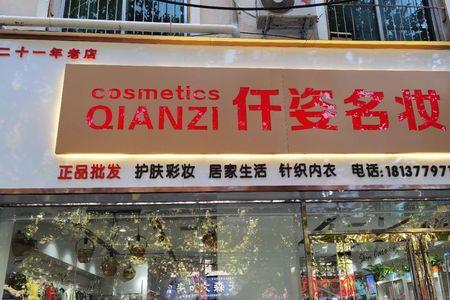 二十一年老店
cosmetics
QIANZI 仟姿名妆
正品批发 护肤彩妆 居家生活 针织内衣 电话:181377971